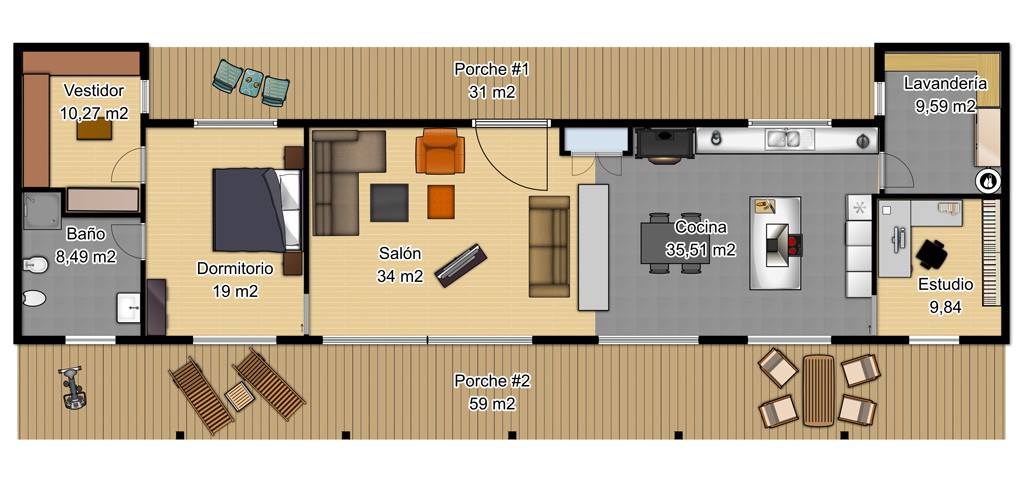 Porche #1
31 m2
Vestidor
10,27 m2
Lavandería
9,59 m2
Baño
8,49 m2
Dormitorio
19 m2
Salón
34 m2
Cocina
35,51 m2
Estudio
9,84
Porche #2
59 m2